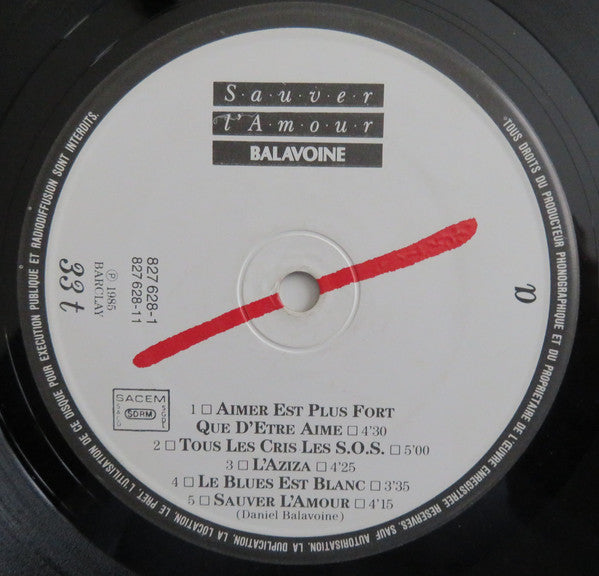 S·a·u·v·e·r
l'·A·m·o·u·r
BALAVOINE
827 628-1
827 628-11
Ⓟ 1985
BARCLAY
33 t
a
SACEM
SACD
SDRM
SGDL
1 □ AIMER EST PLUS FORT
QUE D'ETRE AIME □ 4'30
2 □ TOUS LES CRIS LES S.O.S. □ 5'00
3 □ L'AZIZA □ 4'25
4 □ LE BLUES EST BLANC □ 3'35
5 □ SAUVER L'AMOUR □ 4'15
(Daniel Balavoine)
TOUS DROITS DU PRODUCTEUR PHONOGRAPHIQUE ET DU PROPRIETAIRE DE L'ŒUVRE ENREGISTREE RESERVES. SAUF AUTORISATION, LA DUPLICATION, LA LOCATION, LE PRET, L'UTILISATION DE CE DISQUE POUR EXECUTION PUBLIQUE ET RADIODIFFUSION SONT INTERDITS.